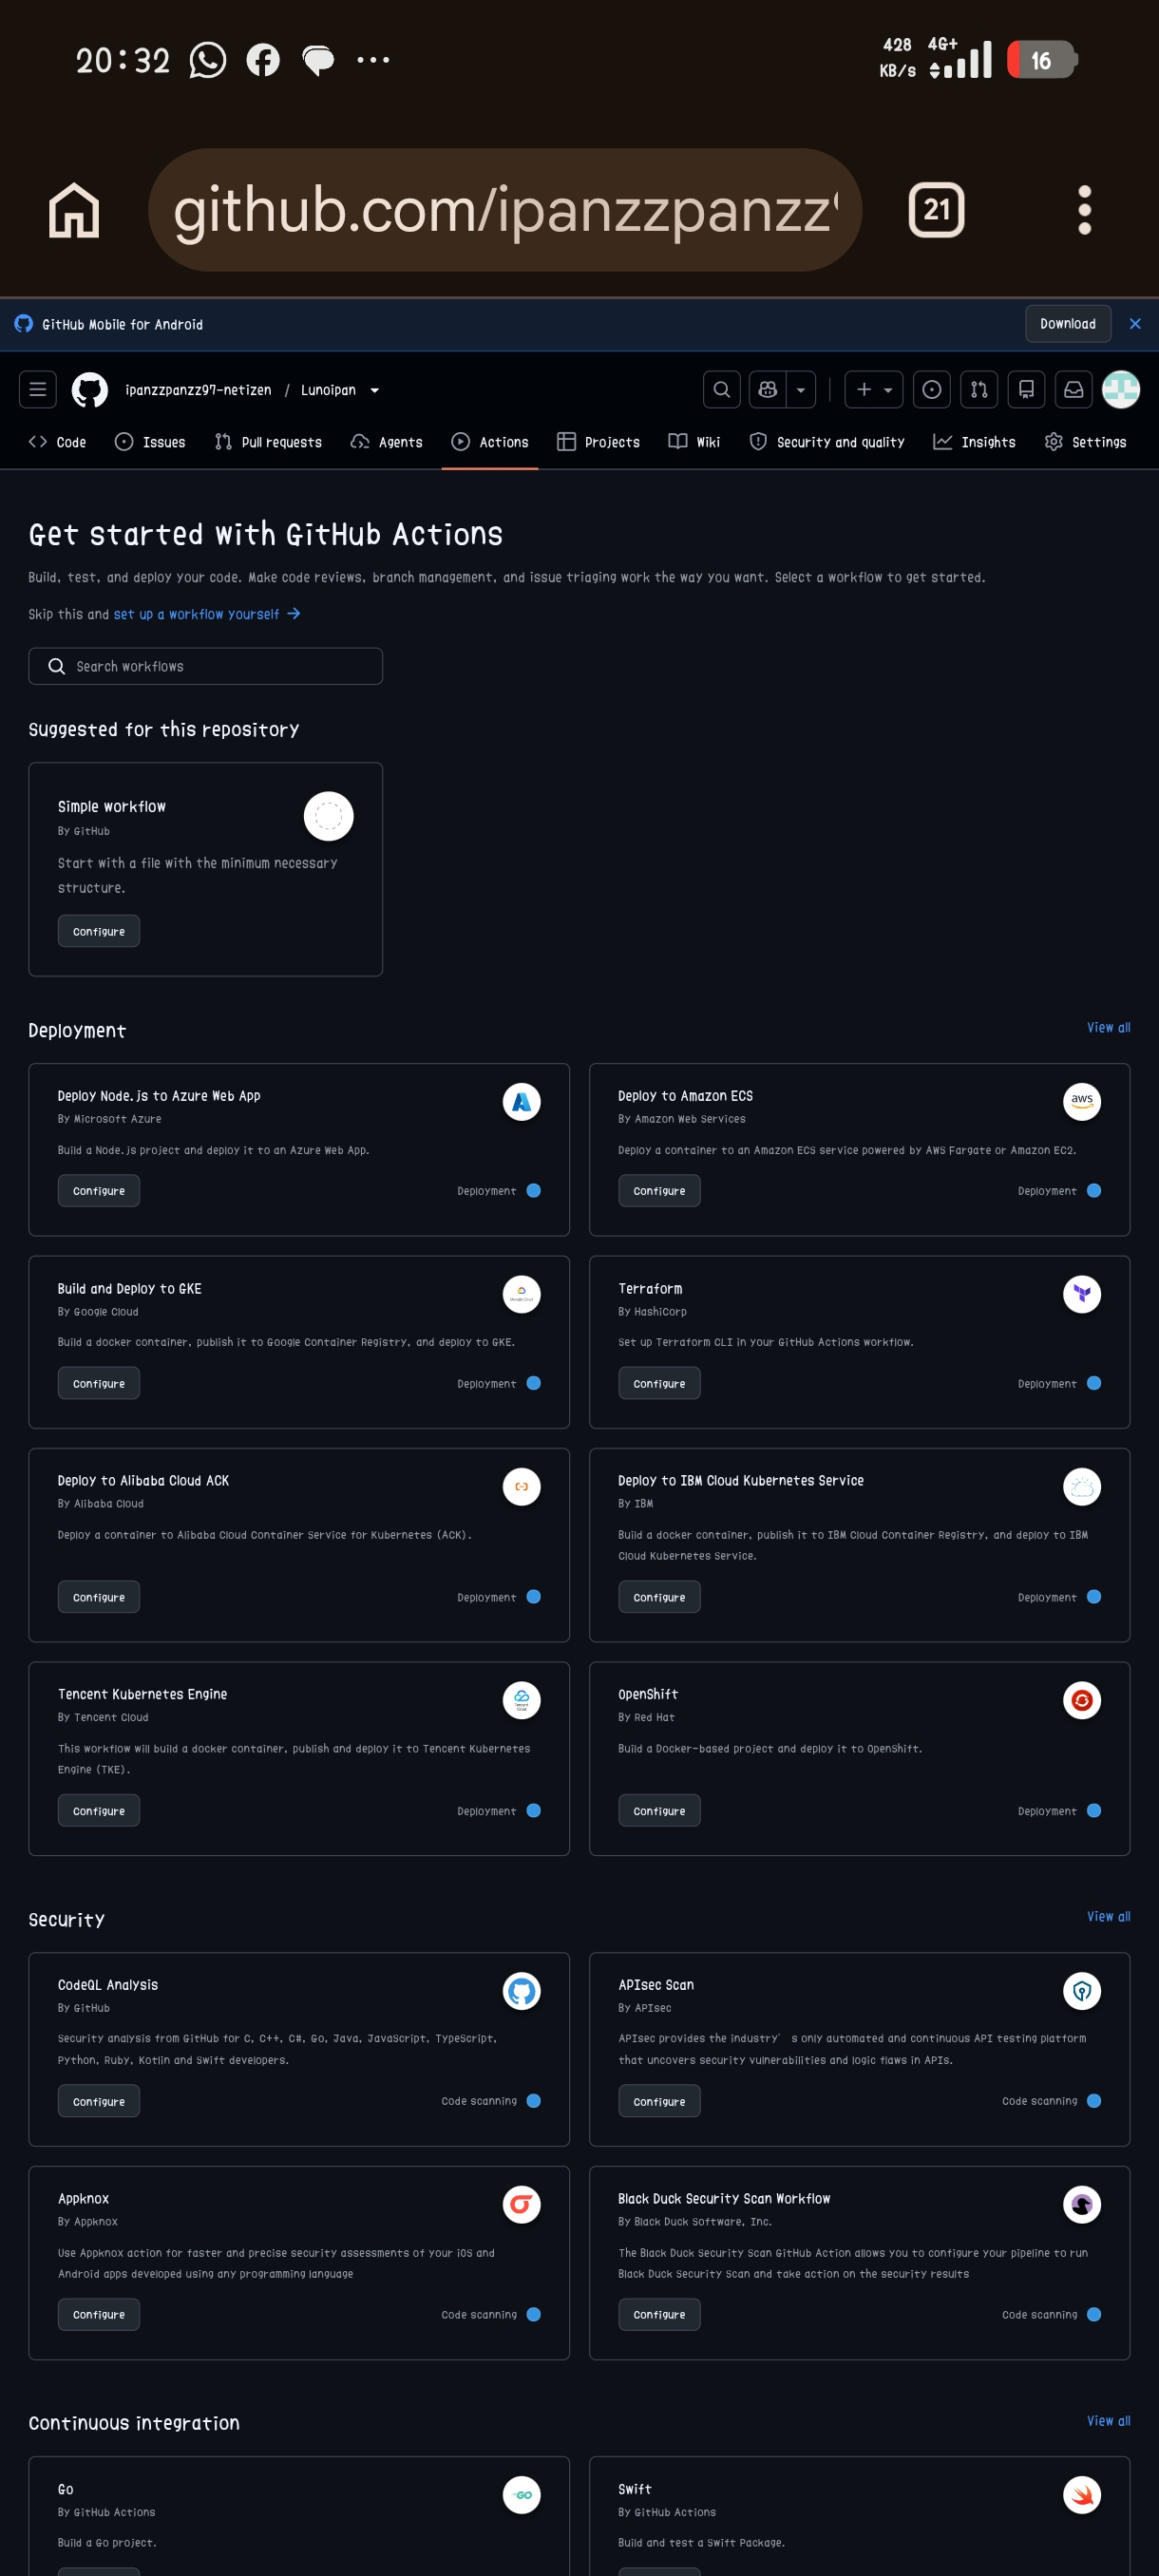 20:32
428 KB/s 4G+ 16
github.com/ipanzzpanzz
21
GitHub Mobile for Android
Download
ipanzzpanzz97-netizen / Lunoipan
Code Issues Pull requests Agents Actions Projects Wiki Security and quality Insights Settings
Get started with GitHub Actions
Build, test, and deploy your code. Make code reviews, branch management, and issue triaging work the way you want. Select a workflow to get started.
Skip this and set up a workflow yourself →
Search workflows
Suggested for this repository
Simple workflow
By GitHub
Start with a file with the minimum necessary
structure.
Configure
Deployment
View all
Deploy Node.js to Azure Web App
By Microsoft Azure
Build a Node.js project and deploy it to an Azure Web App.
Configure
Deployment
Deploy to Amazon ECS
aws
By Amazon Web Services
Deploy a container to an Amazon ECS service powered by AWS Fargate or Amazon EC2.
Configure
Deployment
Build and Deploy to GKE
By Google Cloud
Build a docker container, publish it to Google Container Registry, and deploy to GKE.
Configure
Deployment
Terraform
By HashiCorp
Set up Terraform CLI in your GitHub Actions workflow.
Configure
Deployment
Deploy to Alibaba Cloud ACK
By Alibaba Cloud
Deploy a container to Alibaba Cloud Container Service for Kubernetes (ACK).
Configure
Deployment
Deploy to IBM Cloud Kubernetes Service
By IBM
Build a docker container, publish it to IBM Cloud Container Registry, and deploy to IBM
Cloud Kubernetes Service.
Configure
Deployment
Tencent Kubernetes Engine
By Tencent Cloud
This workflow will build a docker container, publish and deploy it to Tencent Kubernetes
Engine (TKE).
Configure
Deployment
OpenShift
By Red Hat
Build a Docker-based project and deploy it to OpenShift.
Configure
Deployment
Security
View all
CodeQL Analysis
By GitHub
Security analysis from GitHub for C, C++, C#, Go, Java, JavaScript, TypeScript,
Python, Ruby, Kotlin and Swift developers.
Configure
Code scanning
APIsec Scan
By APIsec
APIsec provides the industry’s only automated and continuous API testing platform
that uncovers security vulnerabilities and logic flaws in APIs.
Configure
Code scanning
Appknox
By Appknox
Use Appknox action for faster and precise security assessments of your iOS and
Android apps developed using any programming language
Configure
Code scanning
Black Duck Security Scan Workflow
By Black Duck Software, Inc.
The Black Duck Security Scan GitHub Action allows you to configure your pipeline to run
Black Duck Security Scan and take action on the security results
Configure
Code scanning
Continuous integration
View all
Go
GO
By GitHub Actions
Build a Go project.
Swift
By GitHub Actions
Build and test a Swift Package.